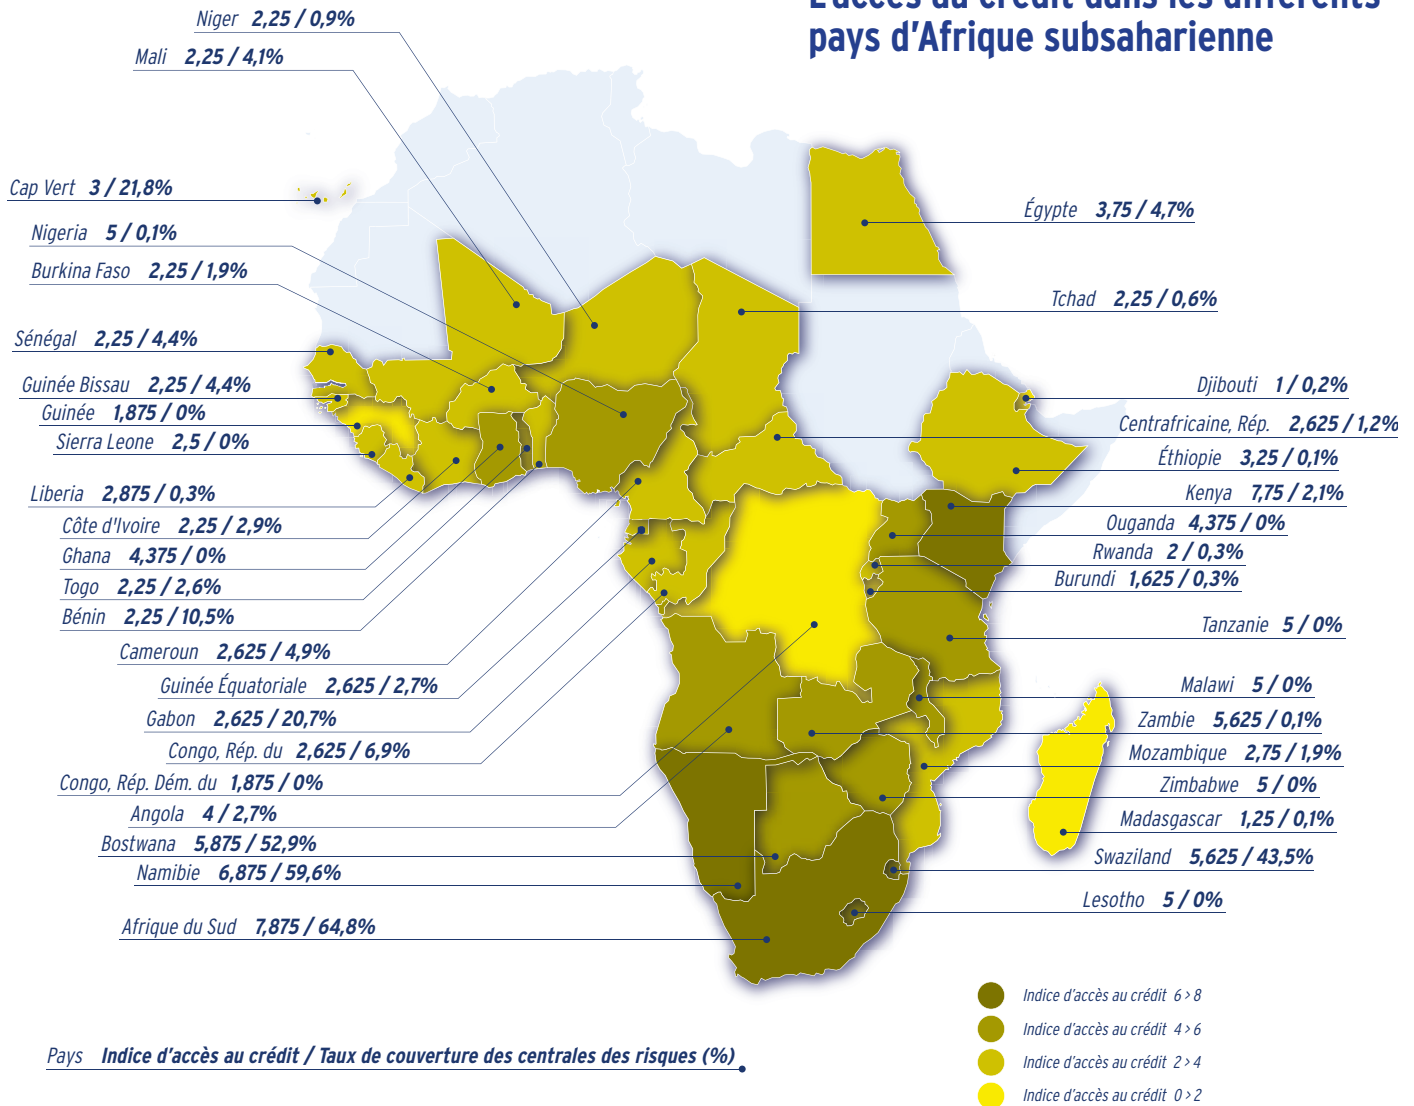 L'accès au crédit dans les différents
pays d'Afrique subsaharienne
Niger 2,25 / 0,9%
Mali 2,25 / 4,1%
Cap Vert 3 / 21,8%
Nigeria 5 / 0,1%
Burkina Faso 2,25 / 1,9%
Sénégal 2,25 / 4,4%
Guinée Bissau 2,25 / 4,4%
Guinée 1,875 / 0%
Sierra Leone 2,5 / 0%
Liberia 2,875 / 0,3%
Côte d'Ivoire 2,25 / 2,9%
Ghana 4,375 / 0%
Togo 2,25 / 2,6%
Bénin 2,25 / 10,5%
Cameroun 2,625 / 4,9%
Guinée Équatoriale 2,625 / 2,7%
Gabon 2,625 / 20,7%
Congo, Rép. du 2,625 / 6,9%
Congo, Rép. Dém. du 1,875 / 0%
Angola 4 / 2,7%
Bostwana 5,875 / 52,9%
Namibie 6,875 / 59,6%
Afrique du Sud 7,875 / 64,8%
Égypte 3,75 / 4,7%
Tchad 2,25 / 0,6%
Djibouti 1 / 0,2%
Centrafricaine, Rép. 2,625 / 1,2%
Éthiopie 3,25 / 0,1%
Kenya 7,75 / 2,1%
Ouganda 4,375 / 0%
Rwanda 2 / 0,3%
Burundi 1,625 / 0,3%
Tanzanie 5 / 0%
Malawi 5 / 0%
Zambie 5,625 / 0,1%
Mozambique 2,75 / 1,9%
Zimbabwe 5 / 0%
Madasgascar 1,25 / 0,1%
Swaziland 5,625 / 43,5%
Lesotho 5 / 0%
Indice d'accès au crédit 6 > 8
Indice d'accès au crédit 4 > 6
Indice d'accès au crédit 2 > 4
Indice d'accès au crédit 0 > 2
Pays Indice d'accès au crédit / Taux de couverture des centrales des risques (%)